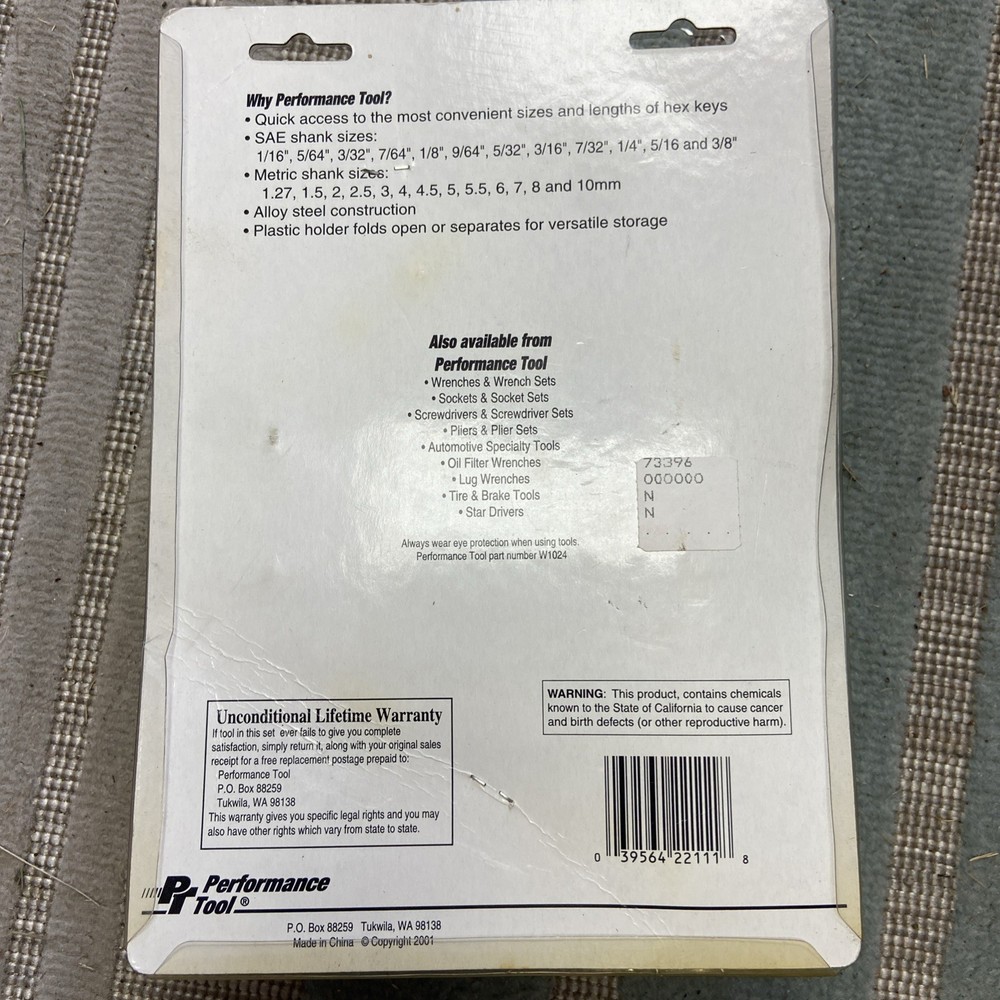 Why Performance Tool?
• Quick access to the most convenient sizes and lengths of hex keys
• SAE shank sizes:
1/16", 5/64", 3/32", 7/64", 1/8", 9/64", 5/32", 3/16", 7/32", 1/4", 5/16 and 3/8"
• Metric shank sizes:
1.27, 1.5, 2, 2.5, 3, 4, 4.5, 5, 5.5, 6, 7, 8 and 10mm
• Alloy steel construction
• Plastic holder folds open or separates for versatile storage
Also available from
Performance Tool
• Wrenches & Wrench Sets
• Sockets & Socket Sets
• Screwdrivers & Screwdriver Sets
• Pliers & Plier Sets
• Automotive Specialty Tools
• Oil Filter Wrenches
• Lug Wrenches
• Tire & Brake Tools
• Star Drivers
73396
000000
N
N
Always wear eye protection when using tools.
Performance Tool part number W1024
WARNING: This product, contains chemicals
known to the State of California to cause cancer
and birth defects (or other reproductive harm).
Unconditional Lifetime Warranty
If tool in this set ever fails to give you complete
satisfaction, simply return it, along with your original sales
receipt for a free replacement postage prepaid to:
Performance Tool
P.O. Box 88259
Tukwila, WA 98138
This warranty gives you specific legal rights and you may
also have other rights which vary from state to state.
0 39564 22111 8
PT Performance
Tool®
P.O. Box 88259 Tukwila, WA 98138
Made in China © Copyright 2001